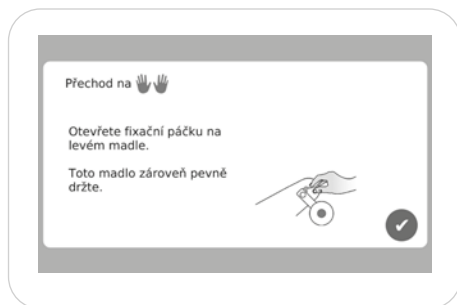 Přechod na
Otevřete fixační páčku na
levém madle.
Toto madlo zároveň pevně
držte.